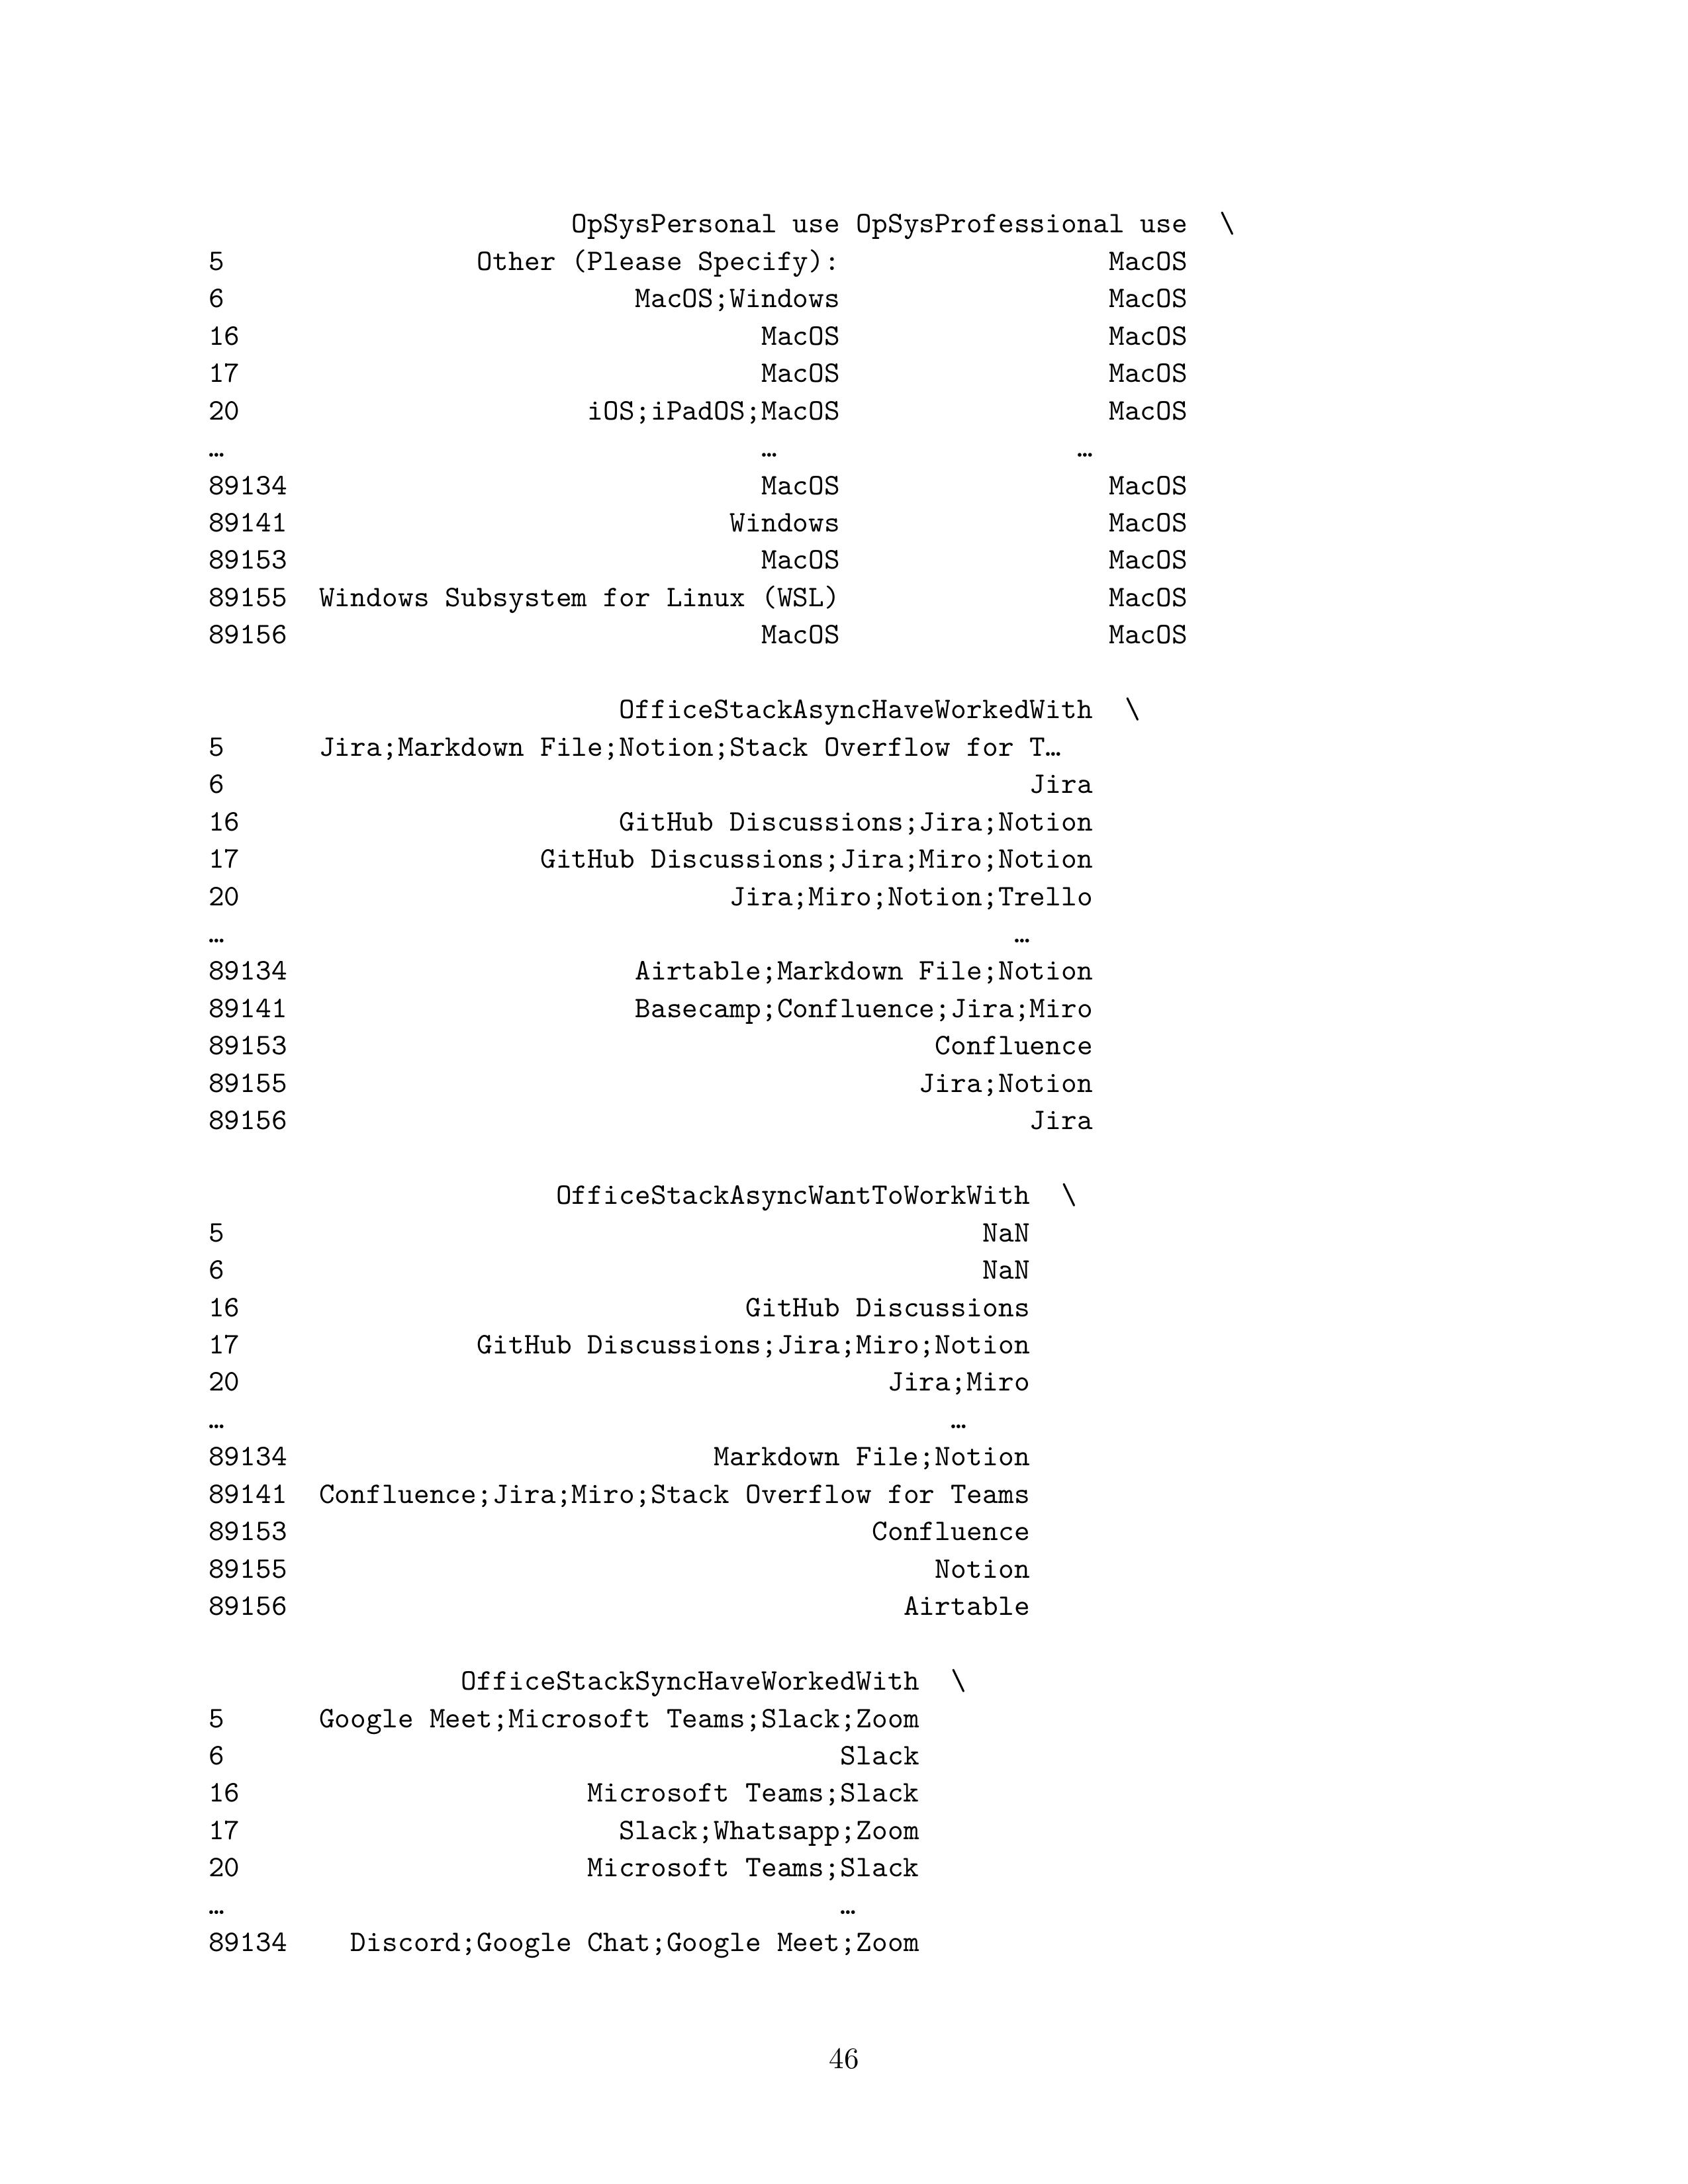 OpSysPersonal use OpSysProfessional use \
5 Other (Please Specify): MacOS
6 MacOS;Windows MacOS
16 MacOS MacOS
17 MacOS MacOS
20 iOS;iPadOS;MacOS MacOS
… … …
89134 MacOS MacOS
89141 Windows MacOS
89153 MacOS MacOS
89155 Windows Subsystem for Linux (WSL) MacOS
89156 MacOS MacOS
OfficeStackAsyncHaveWorkedWith \
5 Jira;Markdown File;Notion;Stack Overflow for T…
6 Jira
16 GitHub Discussions;Jira;Notion
17 GitHub Discussions;Jira;Miro;Notion
20 Jira;Miro;Notion;Trello
… …
89134 Airtable;Markdown File;Notion
89141 Basecamp;Confluence;Jira;Miro
89153 Confluence
89155 Jira;Notion
89156 Jira
OfficeStackAsyncWantToWorkWith \
5 NaN
6 NaN
16 GitHub Discussions
17 GitHub Discussions;Jira;Miro;Notion
20 Jira;Miro
… …
89134 Markdown File;Notion
89141 Confluence;Jira;Miro;Stack Overflow for Teams
89153 Confluence
89155 Notion
89156 Airtable
OfficeStackSyncHaveWorkedWith \
5 Google Meet;Microsoft Teams;Slack;Zoom
6 Slack
16 Microsoft Teams;Slack
17 Slack;Whatsapp;Zoom
20 Microsoft Teams;Slack
… …
89134 Discord;Google Chat;Google Meet;Zoom
46